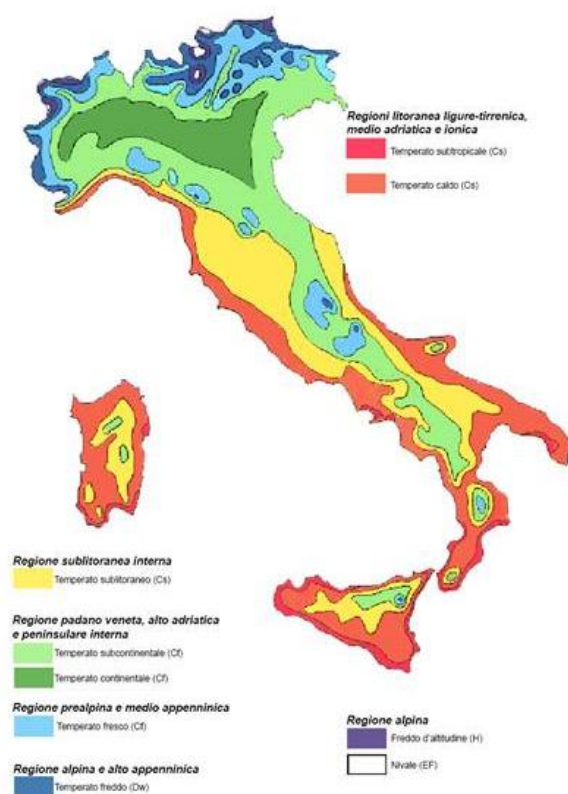 Regioni litoranea ligure-tirrenica,
medio adriatica e ionica
Temperato subtropicale (Cs)
Temperato caldo (Cs)
Regione sublitoranea interna
Temperato sublitoraneo (Cs)
Regione padano veneta, alto adriatica
e peninsulare interna
Temperato subcontinentale (Cf)
Temperato continentale (Cf)
Regione prealpina e medio appenninica
Temperato fresco (Cf)
Regione alpina e alto appenninica
Temperato freddo (Dw)
Regione alpina
Freddo d'altitudine (H)
Nivale (EF)